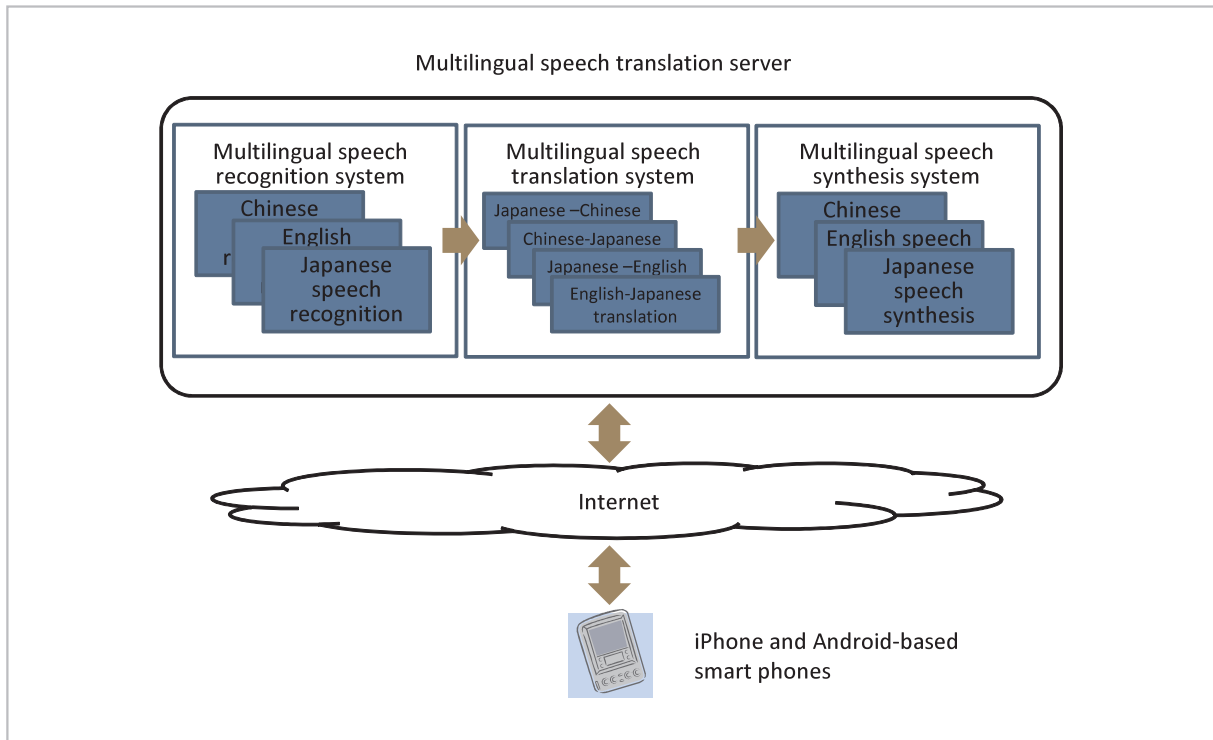 Multilingual speech translation server
Multilingual speech
recognition system
Chinese
English
Japanese
speech
recognition
Multilingual speech
translation system
Japanese –Chinese
Chinese-Japanese
Japanese –English
English-Japanese
translation
Multilingual speech
synthesis system
Chinese
English speech
Japanese
speech
synthesis
Internet
iPhone and Android-based
smart phones